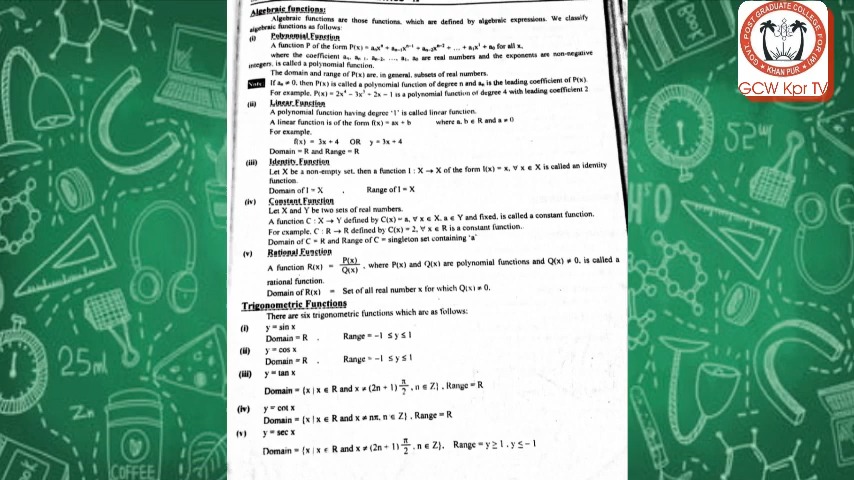 Algebraic functions:
Algebraic functions are those functions, which are defined by algebraic expressions. We classify
algebraic functions as follows:
(i) Polynomial Function
A function P of the form P(x) = aₙxⁿ + aₙ₋₁xⁿ⁻¹ + aₙ₋₂xⁿ⁻² + ... + a₁x¹ + a₀ for all x,
where the coefficient aₙ, aₙ₋₁, aₙ₋₂, ..., a₁, a₀ are real numbers and the exponents are non-negative
integers, is called a polynomial function.
The domain and range of P(x) are, in general, subsets of real numbers.
Note: If aₙ ≠ 0, then P(x) is called a polynomial function of degree n and aₙ is the leading coefficient of P(x).
For example, P(x) = 2x⁴ − 3x³ + 2x − 1 is a polynomial function of degree 4 with leading coefficient 2
(ii) Linear Function
A polynomial function having degree '1' is called linear function.
A linear function is of the form f(x) = ax + b where a, b ∈ R and a ≠ 0
For example.
f(x) = 3x + 4 OR y = 3x + 4
Domain = R and Range = R
(iii) Identity Function
Let X be a non-empty set, then a function I : X → X of the form I(x) = x, ∀ x ∈ X is called an identity
function.
Domain of I = X , Range of I = X
(iv) Constant Function
Let X and Y be two sets of real numbers.
A function C : X → Y defined by C(x) = a, ∀ x ∈ X, a ∈ Y and fixed, is called a constant function.
For example, C : R → R defined by C(x) = 2, ∀ x ∈ R is a constant function.
Domain of C = R and Range of C = singleton set containing 'a'
(v) Rational Function
A function R(x) = P(x)/Q(x), where P(x) and Q(x) are polynomial functions and Q(x) ≠ 0, is called a
rational function.
Domain of R(x) = Set of all real number x for which Q(x) ≠ 0.
Trigonometric Functions
There are six trigonometric functions which are as follows:
(i) y = sin x
Domain = R , Range = −1 ≤ y ≤ 1
(ii) y = cos x
Domain = R , Range = −1 ≤ y ≤ 1
(iii) y = tan x
Domain = {x | x ∈ R and x ≠ (2n + 1) π/2, n ∈ Z} , Range = R
(iv) y = cot x
Domain = {x | x ∈ R and x ≠ nπ, n ∈ Z} , Range = R
(v) y = sec x
Domain = {x | x ∈ R and x ≠ (2n + 1) π/2, n ∈ Z}, Range = y ≥ 1 , y ≤ − 1
GOVT POST GRADUATE COLLEGE FOR (W)
KHAN PUR
GCW Kpr TV
25ml
Zn
COFFEE